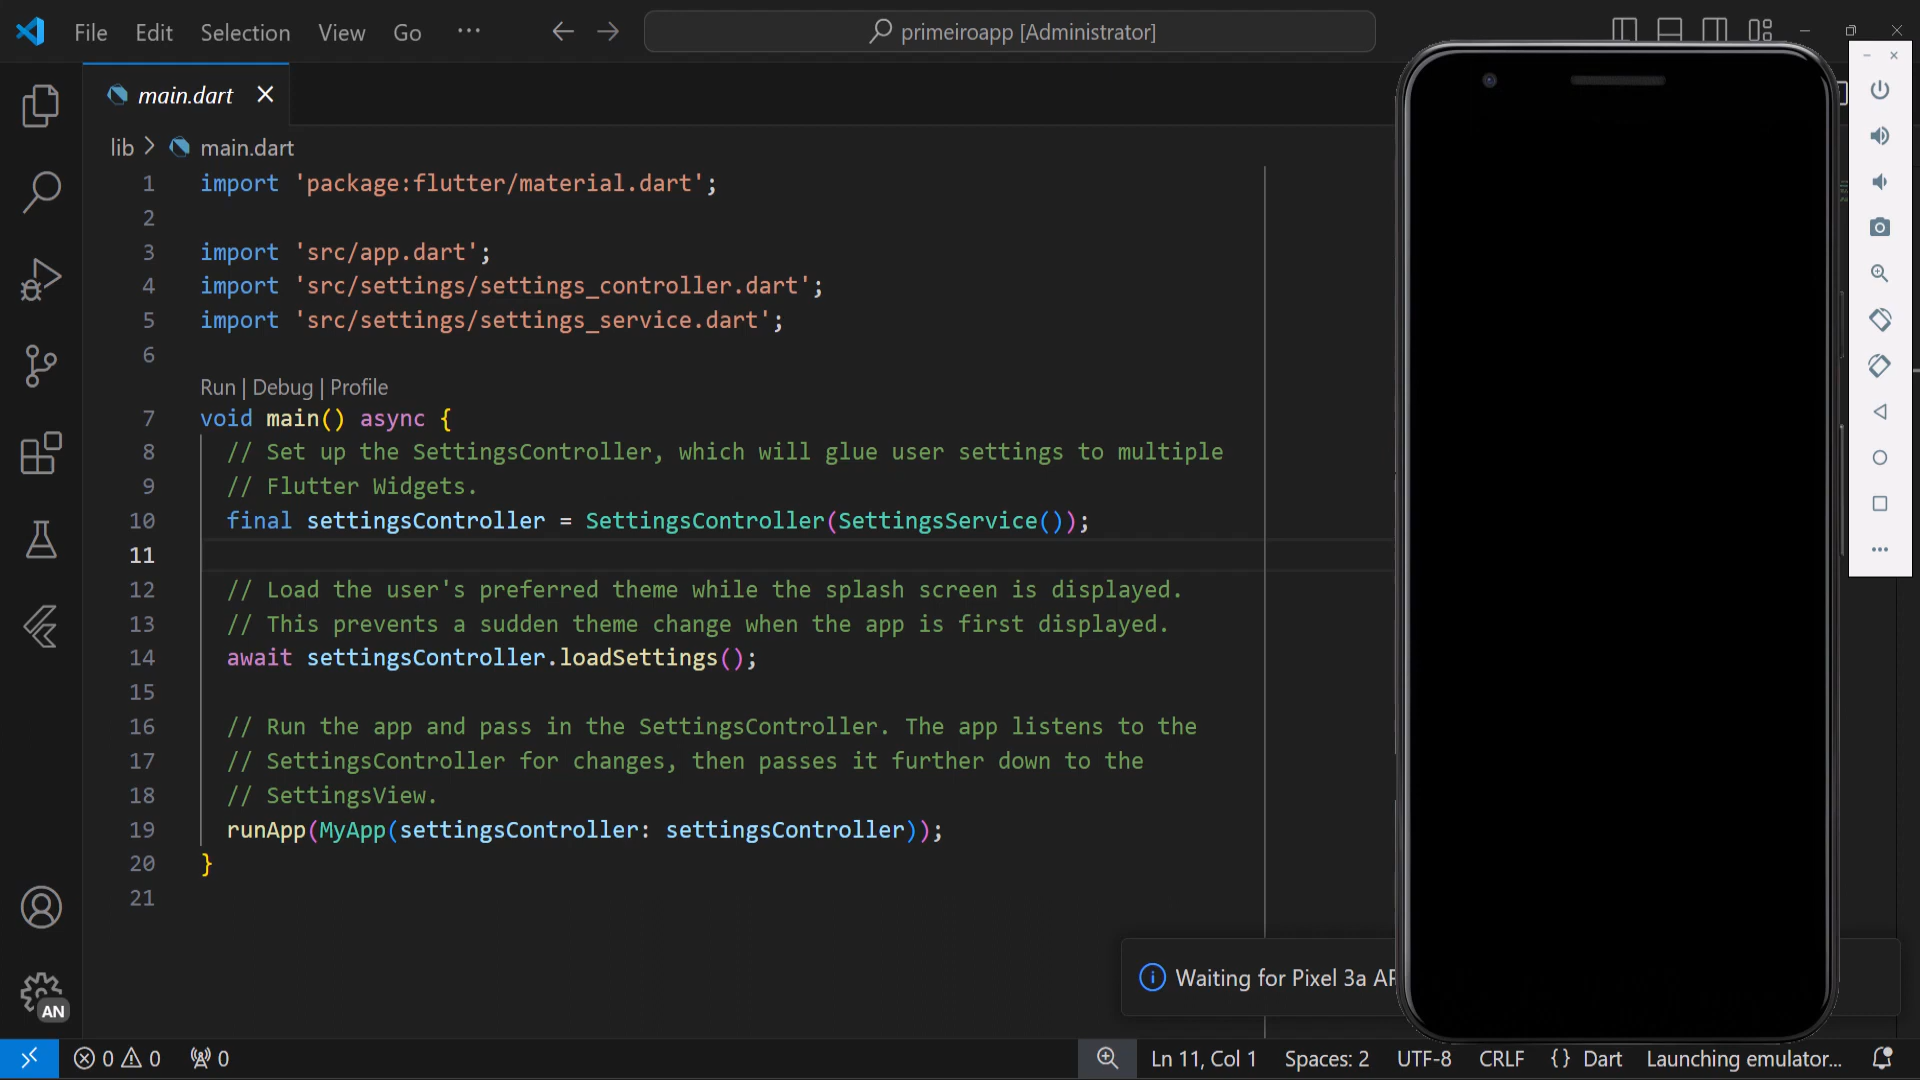 File Edit Selection View Go ··· primeiroapp [Administrator]
main.dart
lib > main.dart
1 import 'package:flutter/material.dart';
2
3 import 'src/app.dart';
4 import 'src/settings/settings_controller.dart';
5 import 'src/settings/settings_service.dart';
6
Run | Debug | Profile
7 void main() async {
8 // Set up the SettingsController, which will glue user settings to multiple
9 // Flutter Widgets.
10 final settingsController = SettingsController(SettingsService());
11
12 // Load the user's preferred theme while the splash screen is displayed.
13 // This prevents a sudden theme change when the app is first displayed.
14 await settingsController.loadSettings();
15
16 // Run the app and pass in the SettingsController. The app listens to the
17 // SettingsController for changes, then passes it further down to the
18 // SettingsView.
19 runApp(MyApp(settingsController: settingsController));
20 }
21
Waiting for Pixel 3a
AN
0 0 0 Ln 11, Col 1 Spaces: 2 UTF-8 CRLF {} Dart Launching emulator...